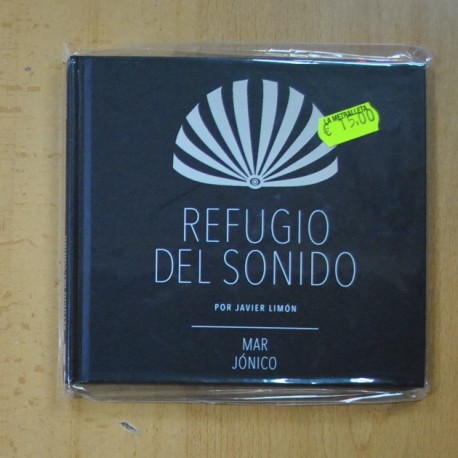 LA METRALLETA
€ 15.00
REFUGIO
DEL SONIDO
POR JAVIER LIMÓN
MAR
JÓNICO